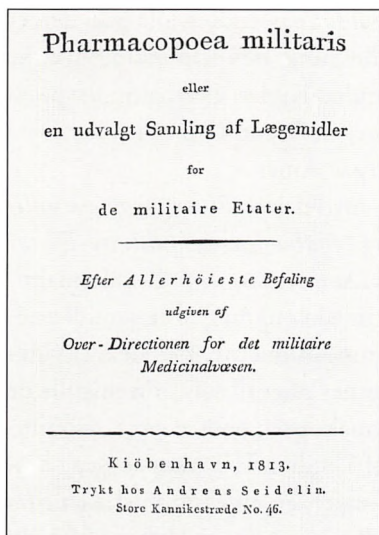 Pharmacopoea militaris
eller
en udvalgt Samling af Lægemidler
for
de militaire Etater.
Efter Allerhöieste Befaling
udgiven af
Over-Directionen for det militaire
Medicinalvæsen.
Kiöbenhavn, 1813.
Trykt hos Andreas Seidelin.
Store Kannikestræde No. 46.